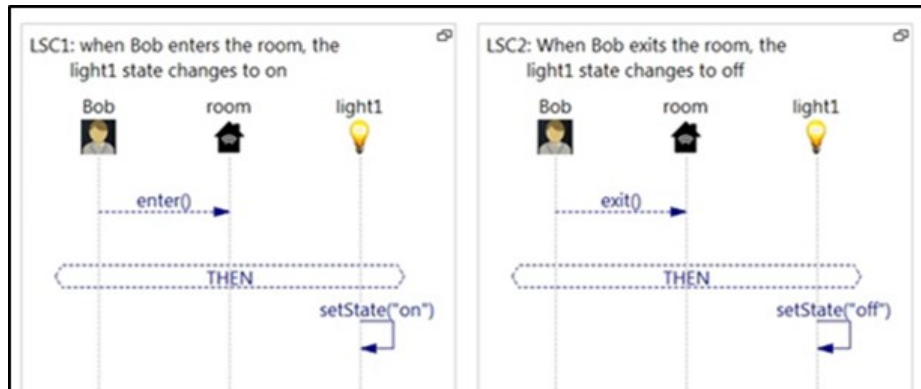 LSC1: when Bob enters the room, the
light1 state changes to on
Bob
room
light1
enter()
THEN
setState("on")
LSC2: When Bob exits the room, the
light1 state changes to off
Bob
room
light1
exit()
THEN
setState("off")